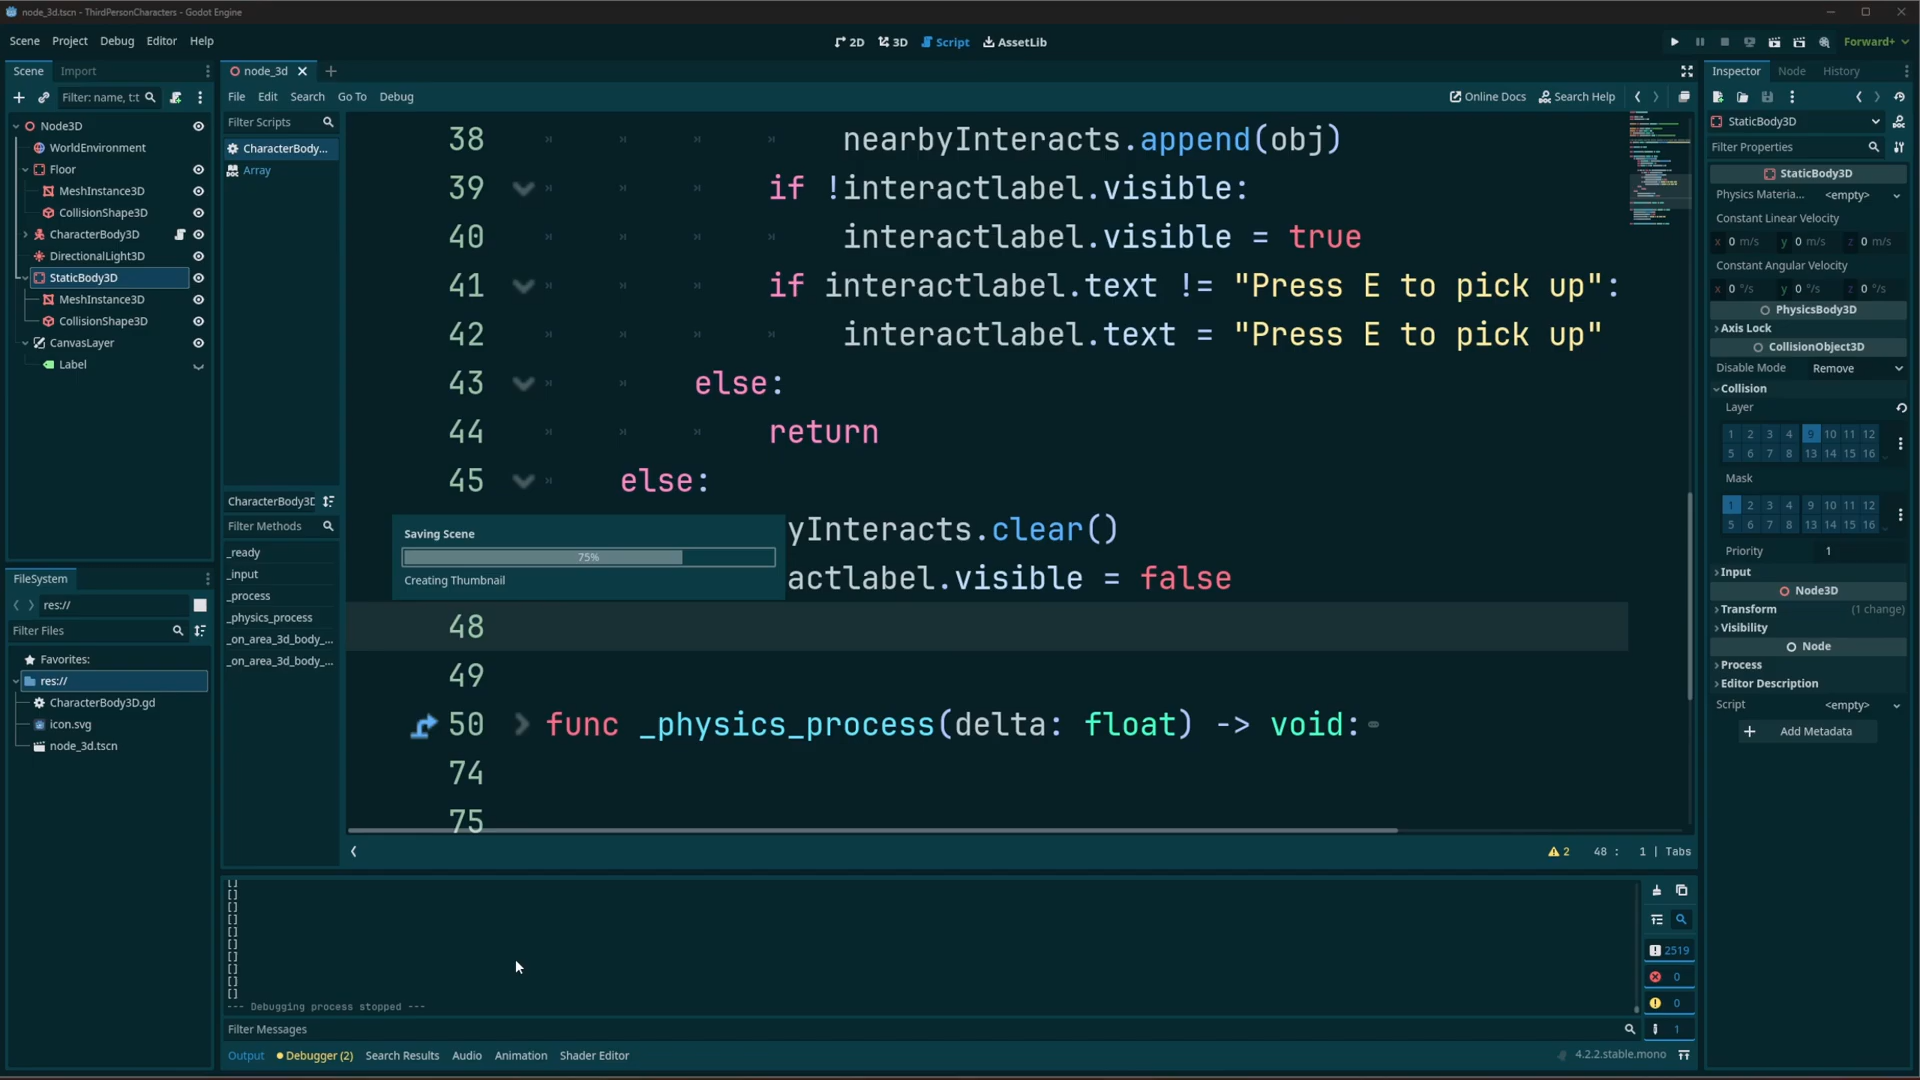 node_3d.tscn - ThirdPersonCharacters - Godot Engine
Scene Project Debug Editor Help
2D 3D Script AssetLib
Forward+
Scene Import
Filter: name, t:t
Node3D
WorldEnvironment
Floor
MeshInstance3D
CollisionShape3D
CharacterBody3D
DirectionalLight3D
StaticBody3D
MeshInstance3D
CollisionShape3D
CanvasLayer
Label
FileSystem
res://
Filter Files
Favorites:
res://
CharacterBody3D.gd
icon.svg
node_3d.tscn
node_3d
File Edit Search Go To Debug
Online Docs Search Help
Filter Scripts
CharacterBody...
Array
CharacterBody3D
Filter Methods
_ready
_input
_process
_physics_process
_on_area_3d_body_...
_on_area_3d_body_...
38 nearbyInteracts.append(obj)
39 if !interactlabel.visible:
40 interactlabel.visible = true
41 if interactlabel.text != "Press E to pick up":
42 interactlabel.text = "Press E to pick up"
43 else:
44 return
45 else:
yInteracts.clear()
actlabel.visible = false
48
49
50 func _physics_process(delta: float) -> void:
74
75
Saving Scene
75%
Creating Thumbnail
2 48 : 1 | Tabs
[]
[]
[]
[]
[]
[]
[]
[]
[]
[]
--- Debugging process stopped ---
Filter Messages
2519
0
0
1
Output Debugger (2) Search Results Audio Animation Shader Editor
4.2.2.stable.mono
Inspector Node History
StaticBody3D
Filter Properties
StaticBody3D
Physics Materia... <empty>
Constant Linear Velocity
x 0 m/s y 0 m/s z 0 m/s
Constant Angular Velocity
x 0 °/s y 0 °/s z 0 °/s
PhysicsBody3D
Axis Lock
CollisionObject3D
Disable Mode Remove
Collision
Layer
1 2 3 4 9 10 11 12
5 6 7 8 13 14 15 16
Mask
1 2 3 4 9 10 11 12
5 6 7 8 13 14 15 16
Priority 1
Input
Node3D
Transform (1 change)
Visibility
Node
Process
Editor Description
Script <empty>
Add Metadata